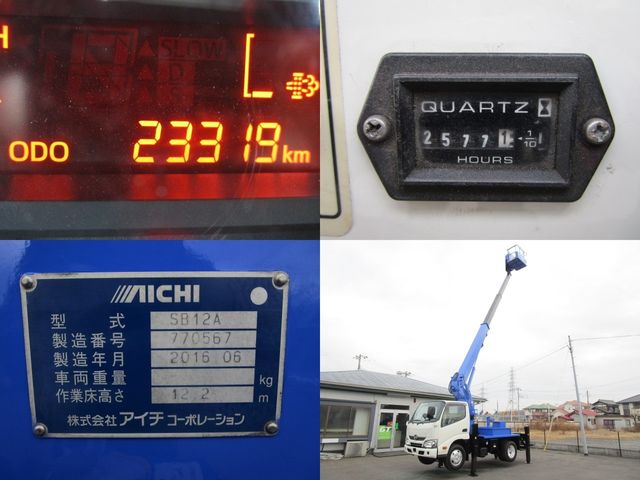 H
SLOW
ODO 23319 km
QUARTZ
2577 1/10
HOURS
AICHI
型式 SB12A
製造番号 770567
製造年月 2016.06
車両重量 kg
作業床高さ 12.2 m
株式会社アイチコーポレーション